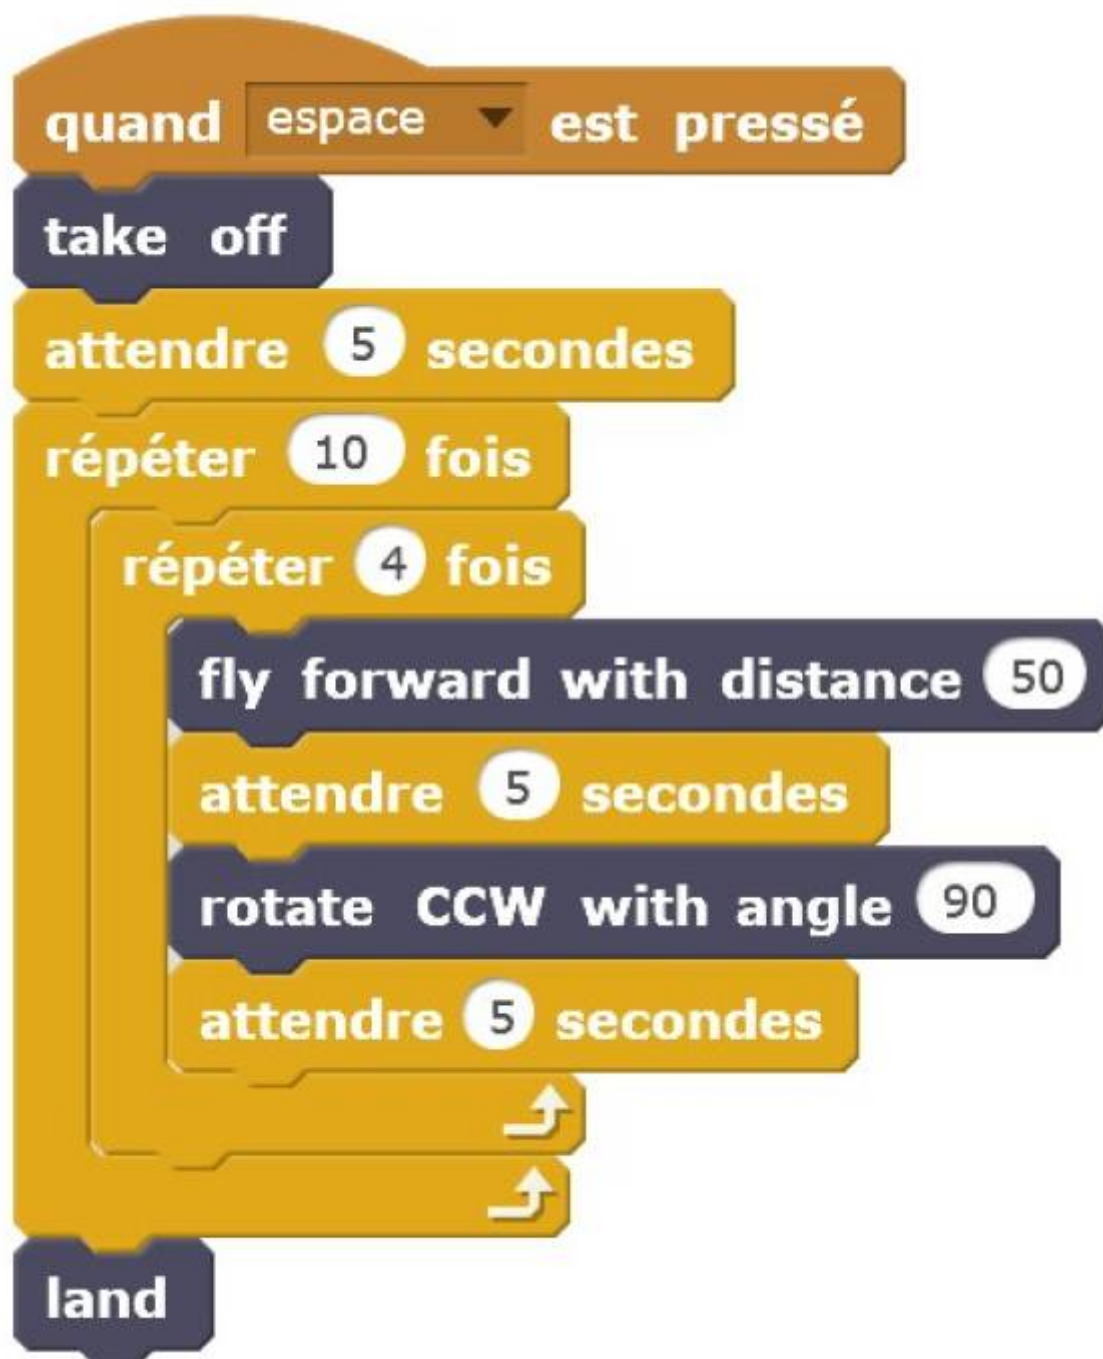 quand espace est pressé
take off
attendre 5 secondes
répéter 10 fois
répéter 4 fois
fly forward with distance 50
attendre 5 secondes
rotate CCW with angle 90
attendre 5 secondes
land